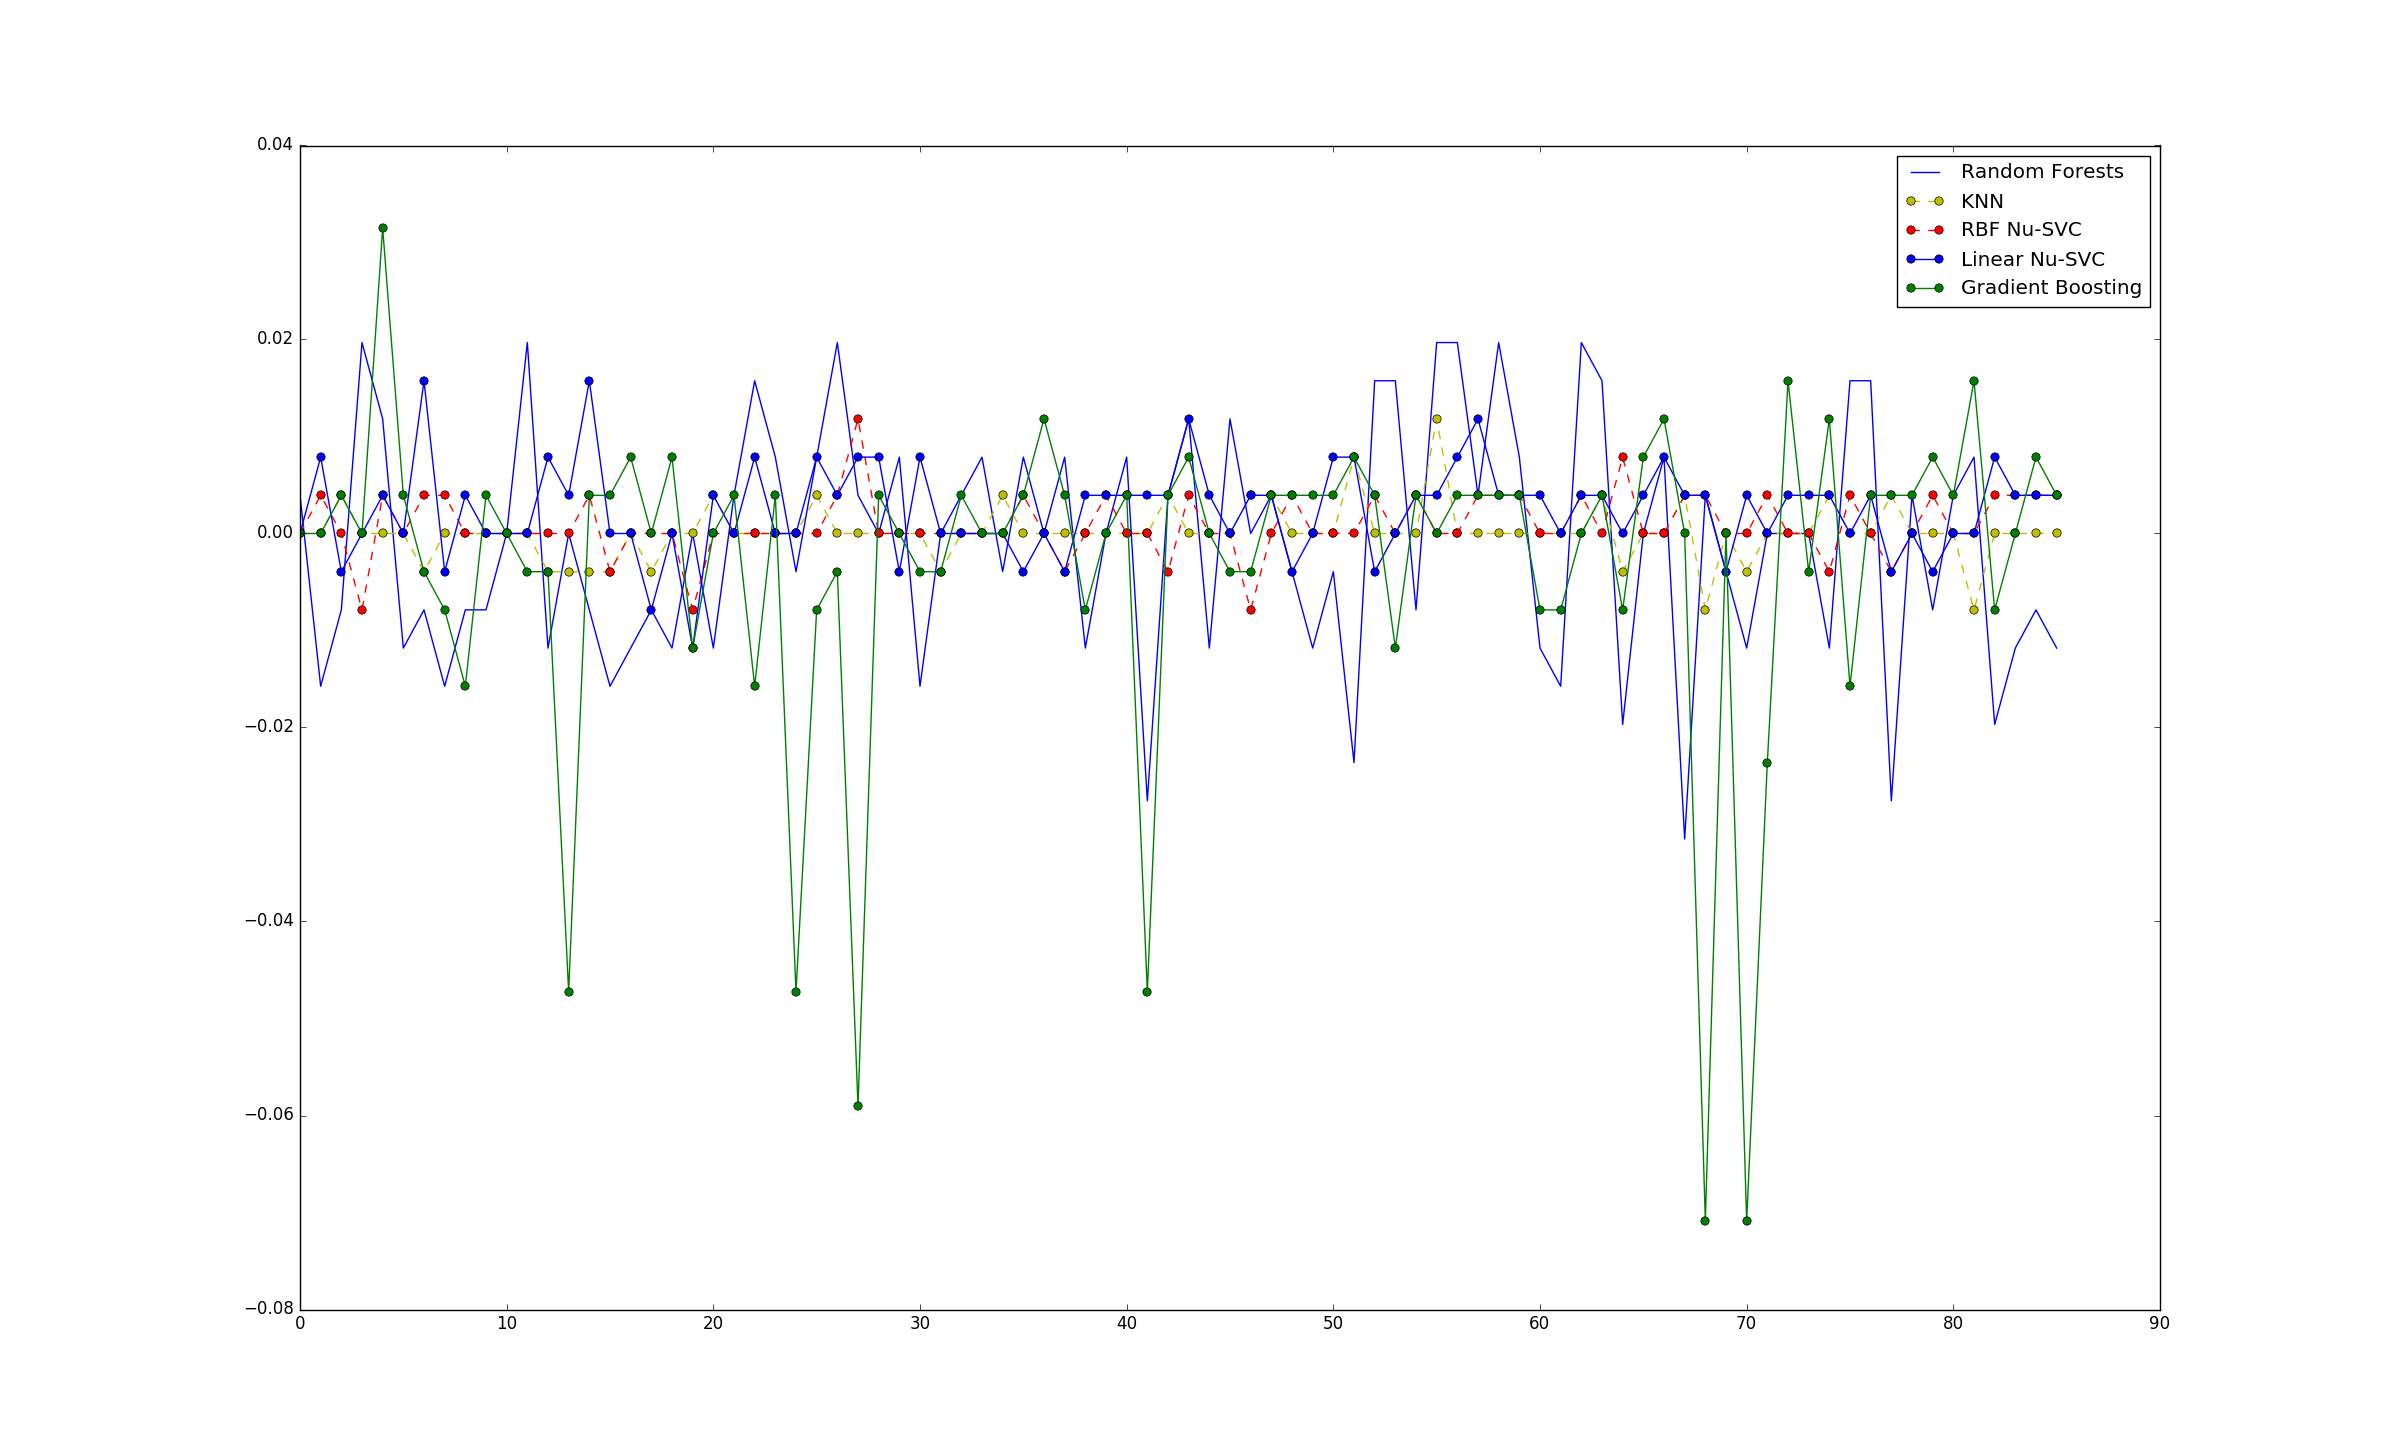 0.04
0.02
0.00
−0.02
−0.04
−0.06
−0.08
0 10 20 30 40 50 60 70 80 90
Random Forests
KNN
RBF Nu-SVC
Linear Nu-SVC
Gradient Boosting